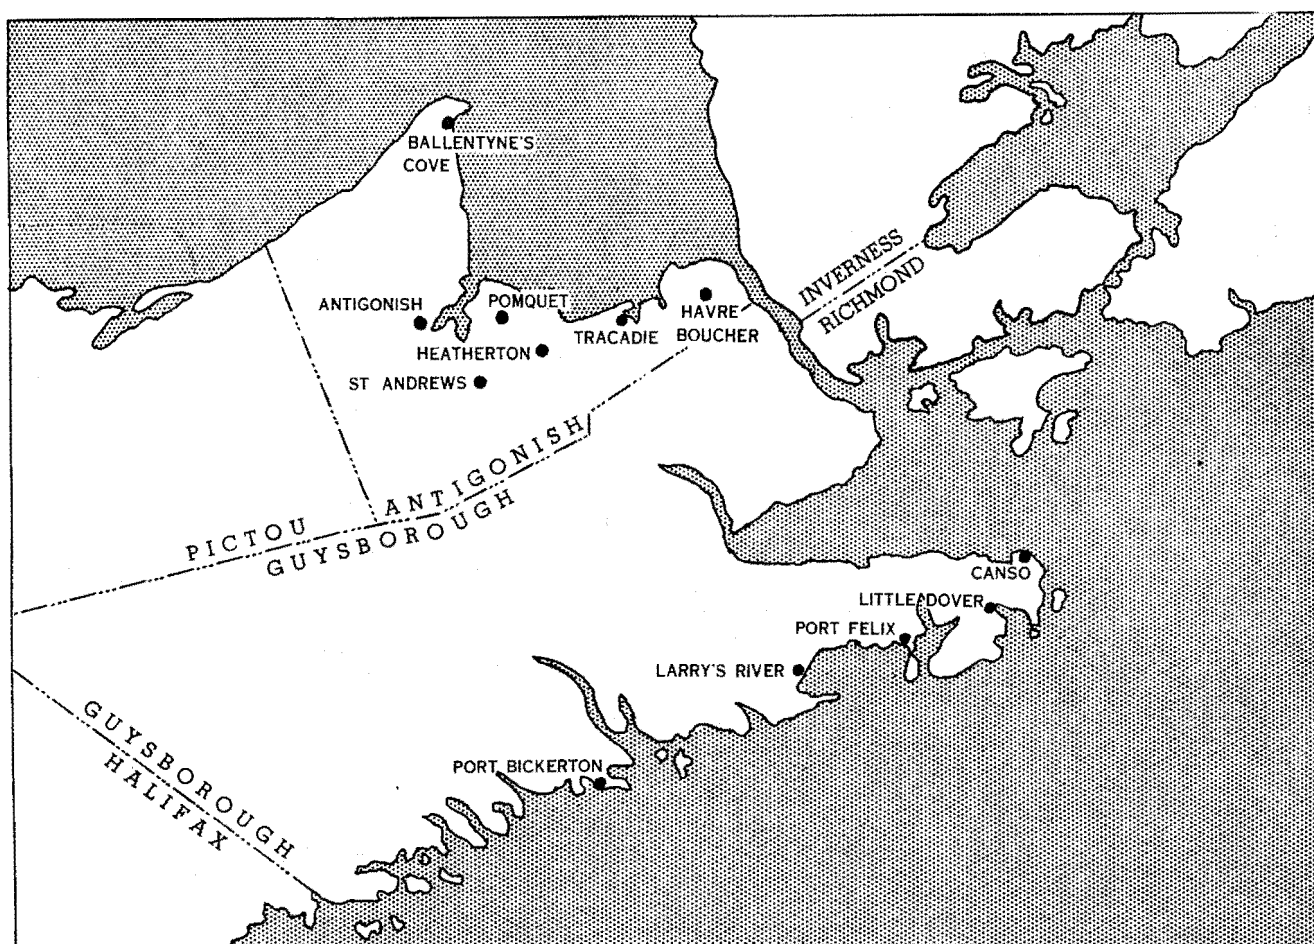 BALLENTYNE'S
COVE
INVERNESS
RICHMOND
ANTIGONISH
POMQUET
HAVRE
BOUCHER
TRACADIE
HEATHERTON
ST ANDREWS
ANTIGONISH
PICTOU
GUYSBOROUGH
CANSO
LITTLE DOVER
PORT FELIX
LARRY'S RIVER
GUYSBOROUGH
HALIFAX
PORT BICKERTON